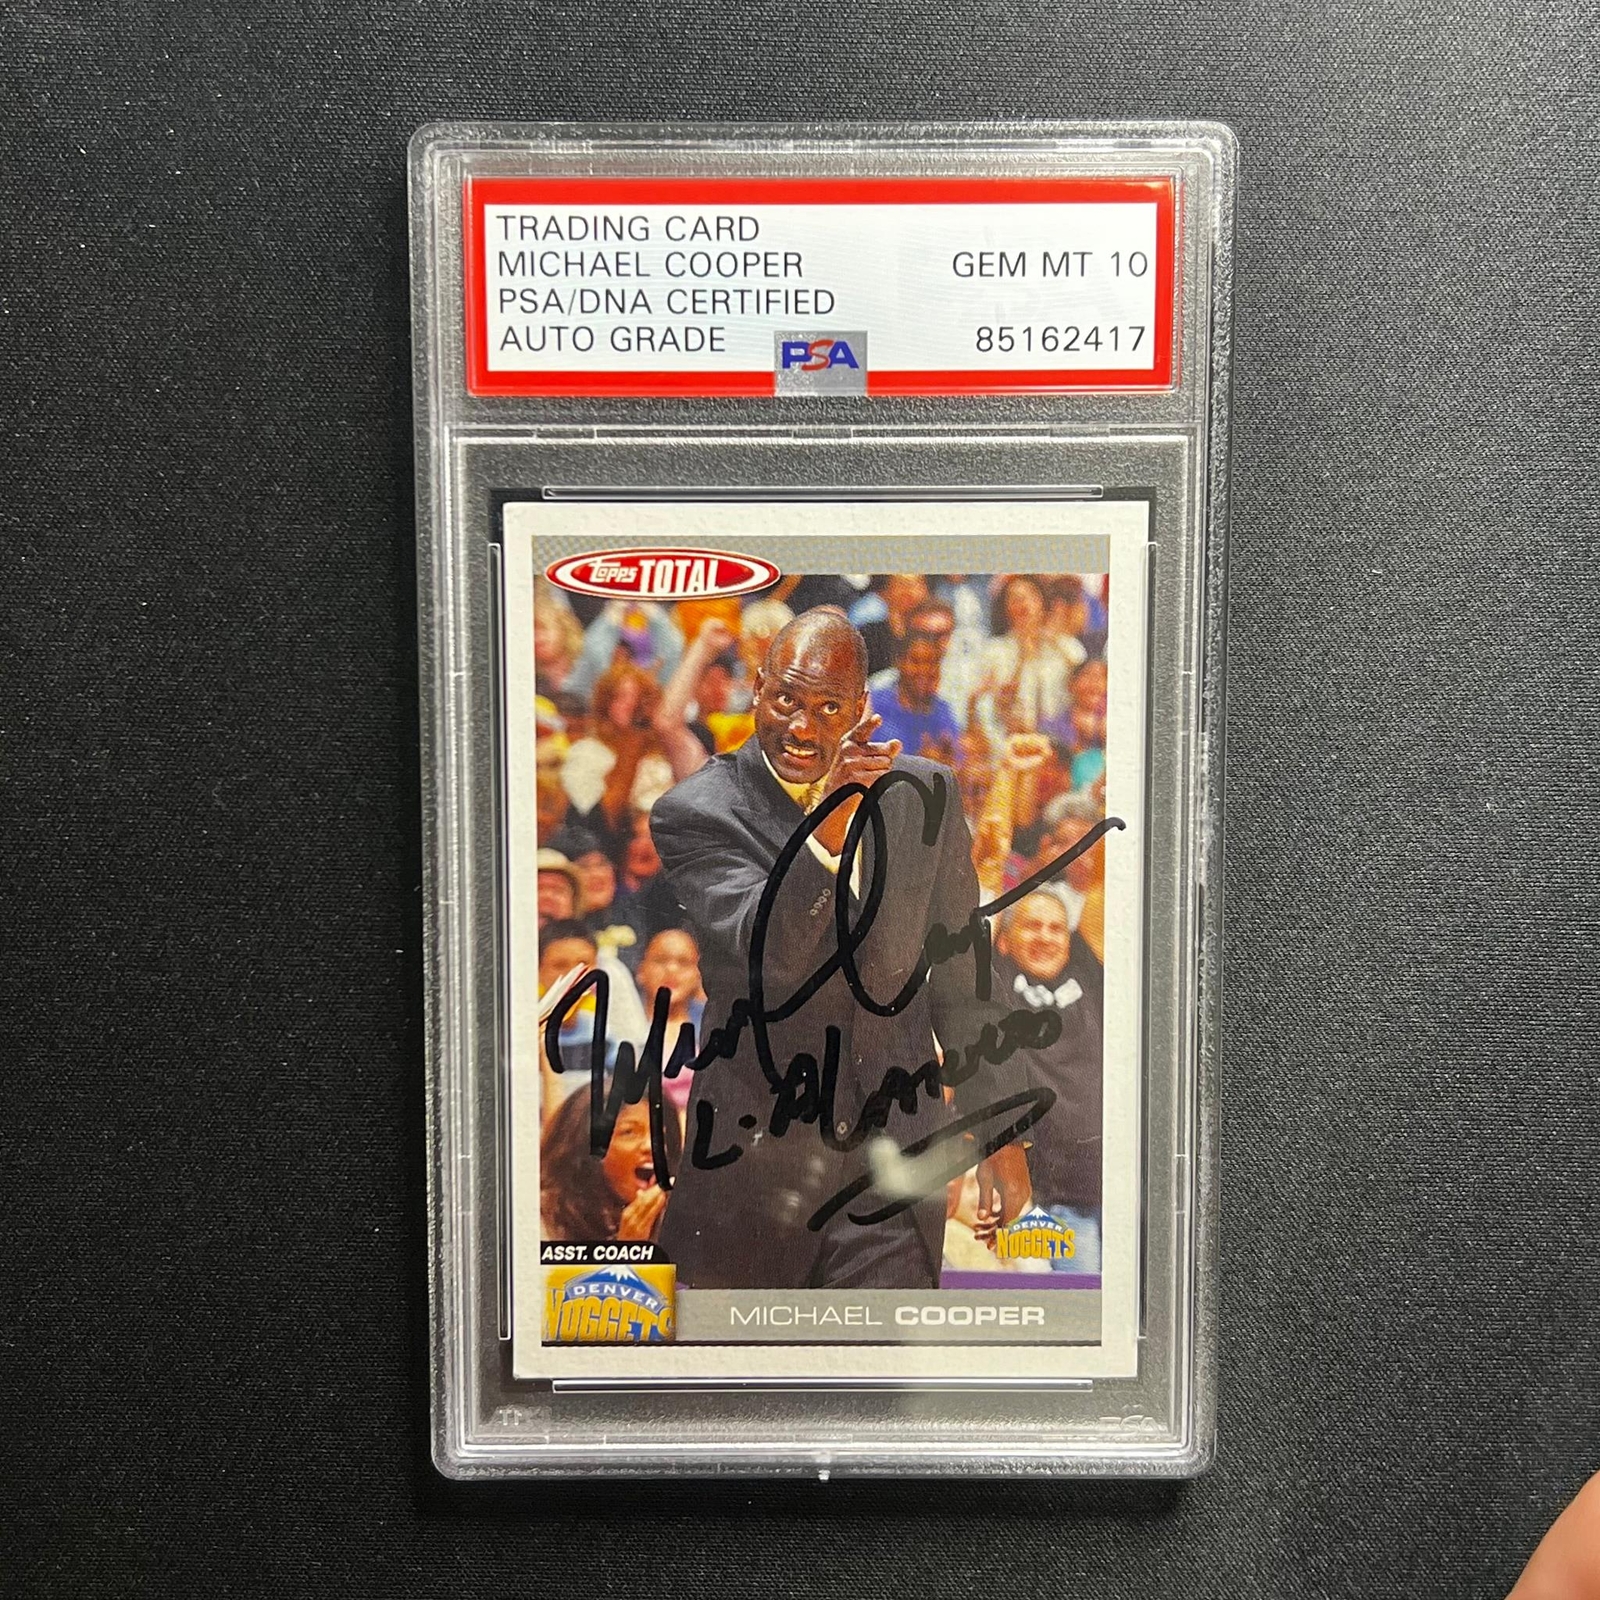 TRADING CARD
MICHAEL COOPER GEM MT 10
PSA/DNA CERTIFIED
AUTO GRADE 85162417
PSA
Topps TOTAL
DENVER
NUGGETS
ASST. COACH
DENVER
NUGGETS
MICHAEL COOPER